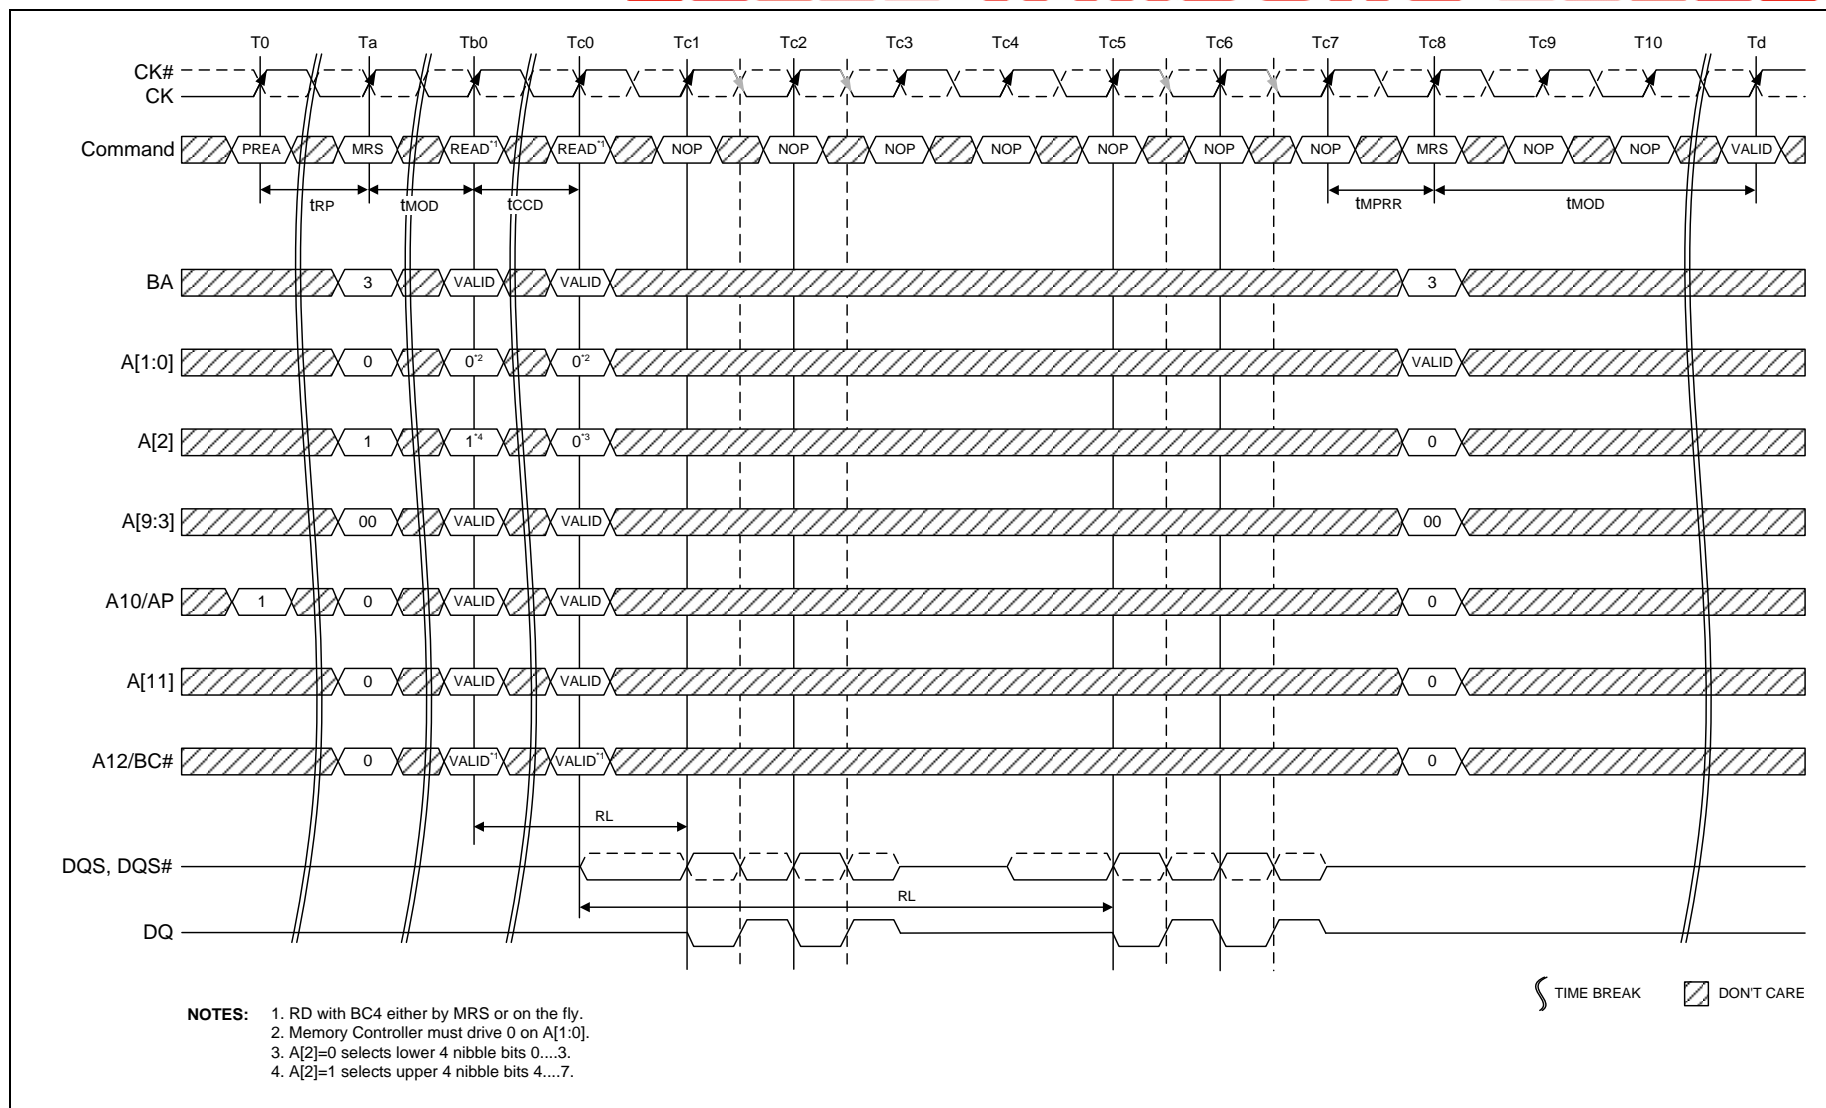 T0 Ta Tb0 Tc0 Tc1 Tc2 Tc3 Tc4 Tc5 Tc6 Tc7 Tc8 Tc9 T10 Td
CK#
CK
Command PREA MRS READ*1 READ*1 NOP NOP NOP NOP NOP NOP NOP MRS NOP NOP VALID
tRP tMOD tCCD tMPRR tMOD
BA 3 VALID VALID 3
A[1:0] 0 0*2 0*2 VALID
A[2] 1 1*4 0*3 0
A[9:3] 00 VALID VALID 00
A10/AP 1 0 VALID VALID 0
A[11] 0 VALID VALID 0
A12/BC# 0 VALID*1 VALID*1 0
RL
DQS, DQS#
RL
DQ
TIME BREAK DON'T CARE
NOTES: 1. RD with BC4 either by MRS or on the fly.
2. Memory Controller must drive 0 on A[1:0].
3. A[2]=0 selects lower 4 nibble bits 0....3.
4. A[2]=1 selects upper 4 nibble bits 4....7.